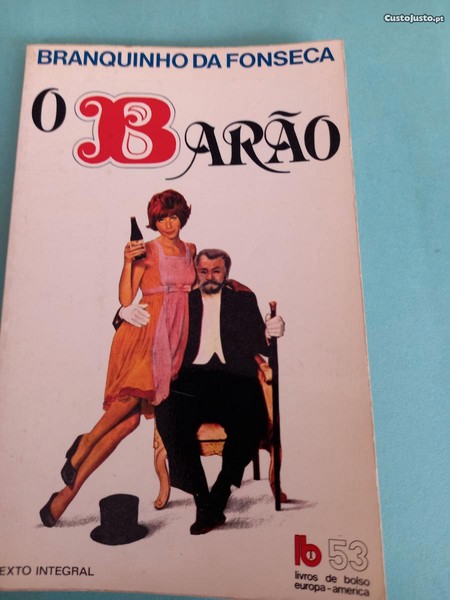 CustoJusto.pt
BRANQUINHO DA FONSECA
O BARÃO
EXTO INTEGRAL
lb 53
livros de bolso
europa-america